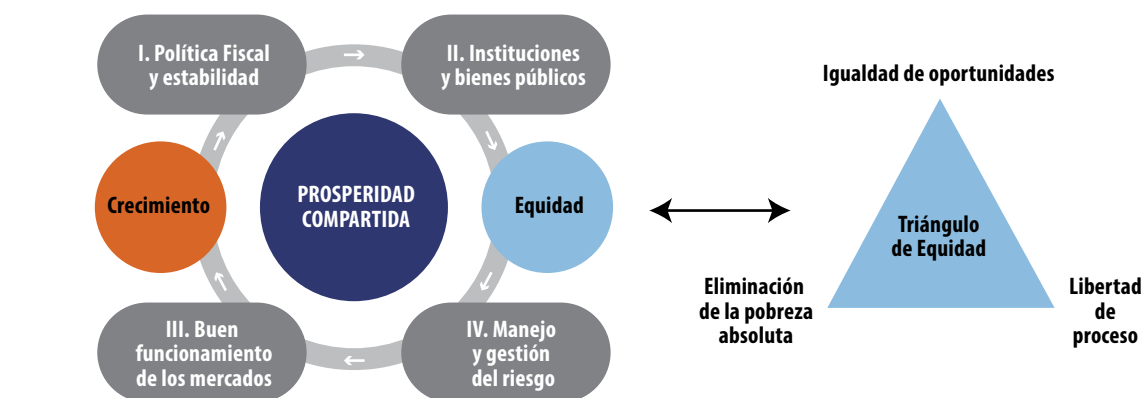 I. Política Fiscal
y estabilidad
II. Instituciones
y bienes públicos
Crecimiento
PROSPERIDAD
COMPARTIDA
Equidad
III. Buen
funcionamiento
de los mercados
IV. Manejo
y gestión
del riesgo
Igualdad de oportunidades
Triángulo
de Equidad
Eliminación
de la pobreza
absoluta
Libertad
de
proceso